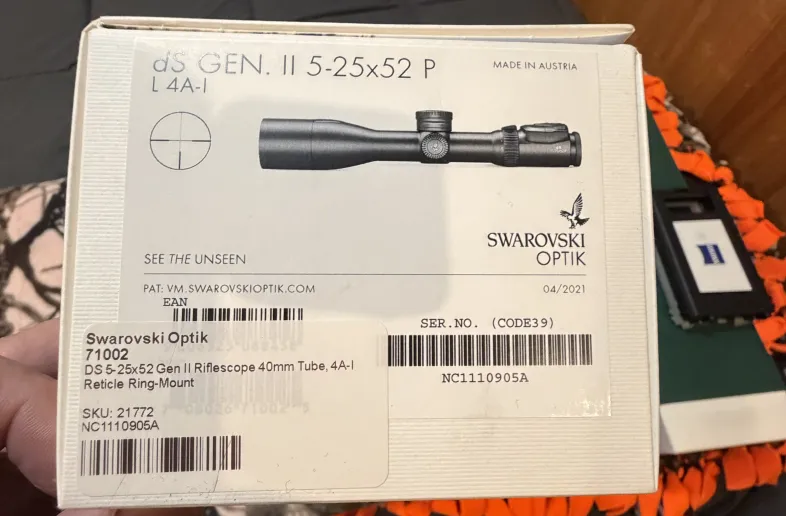 dS GEN. II 5-25x52 P
MADE IN AUSTRIA
L 4A-I
SWAROVSKI
OPTIK
SEE THE UNSEEN
PAT: VM.SWAROVSKIOPTIK.COM
04/2021
EAN
SER.NO. (CODE39)
NC1110905A
Swarovski Optik
71002
DS 5-25x52 Gen II Riflescope 40mm Tube, 4A-I
Reticle Ring-Mount
SKU: 21772
NC1110905A